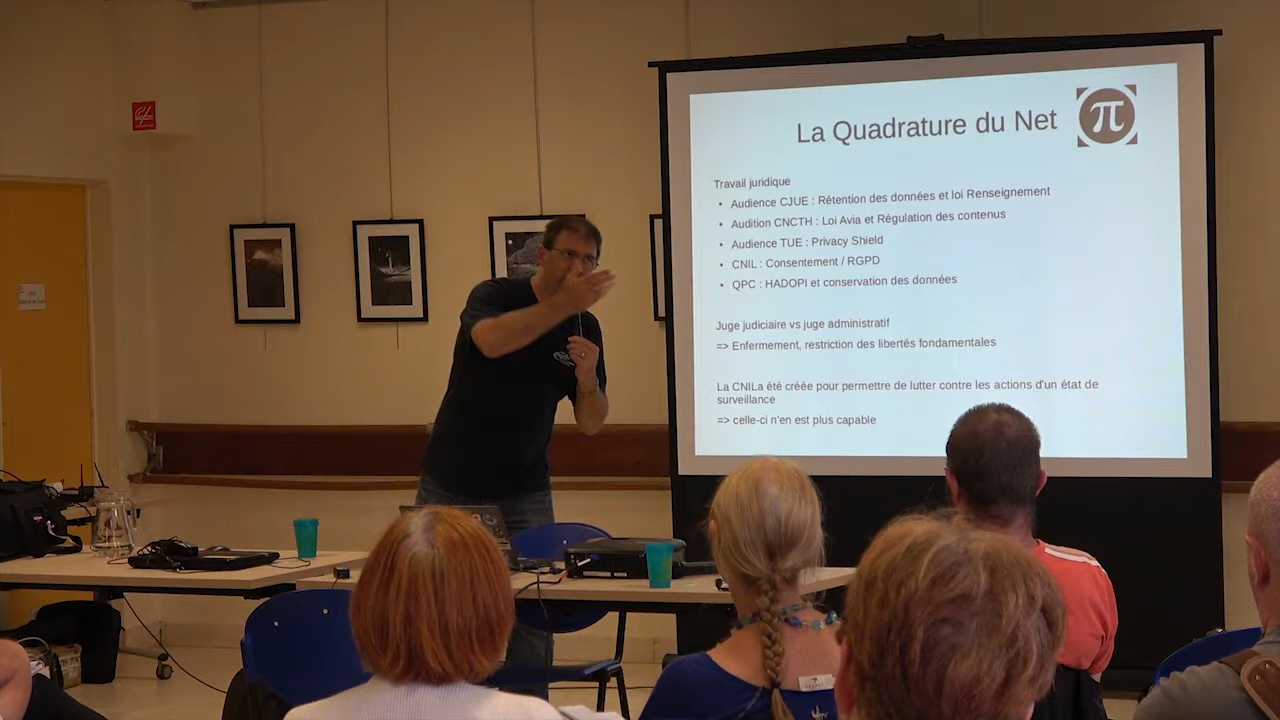 La Quadrature du Net
π
Travail juridique
• Audience CJUE : Rétention des données et loi Renseignement
• Audition CNCTH : Loi Avia et Régulation des contenus
• Audience TUE : Privacy Shield
• CNIL : Consentement / RGPD
• QPC : HADOPI et conservation des données
Juge judiciaire vs juge administratif
=> Enfermement, restriction des libertés fondamentales
La CNILa été créée pour permettre de lutter contre les actions d'un état de
surveillance
=> celle-ci n'en est plus capable